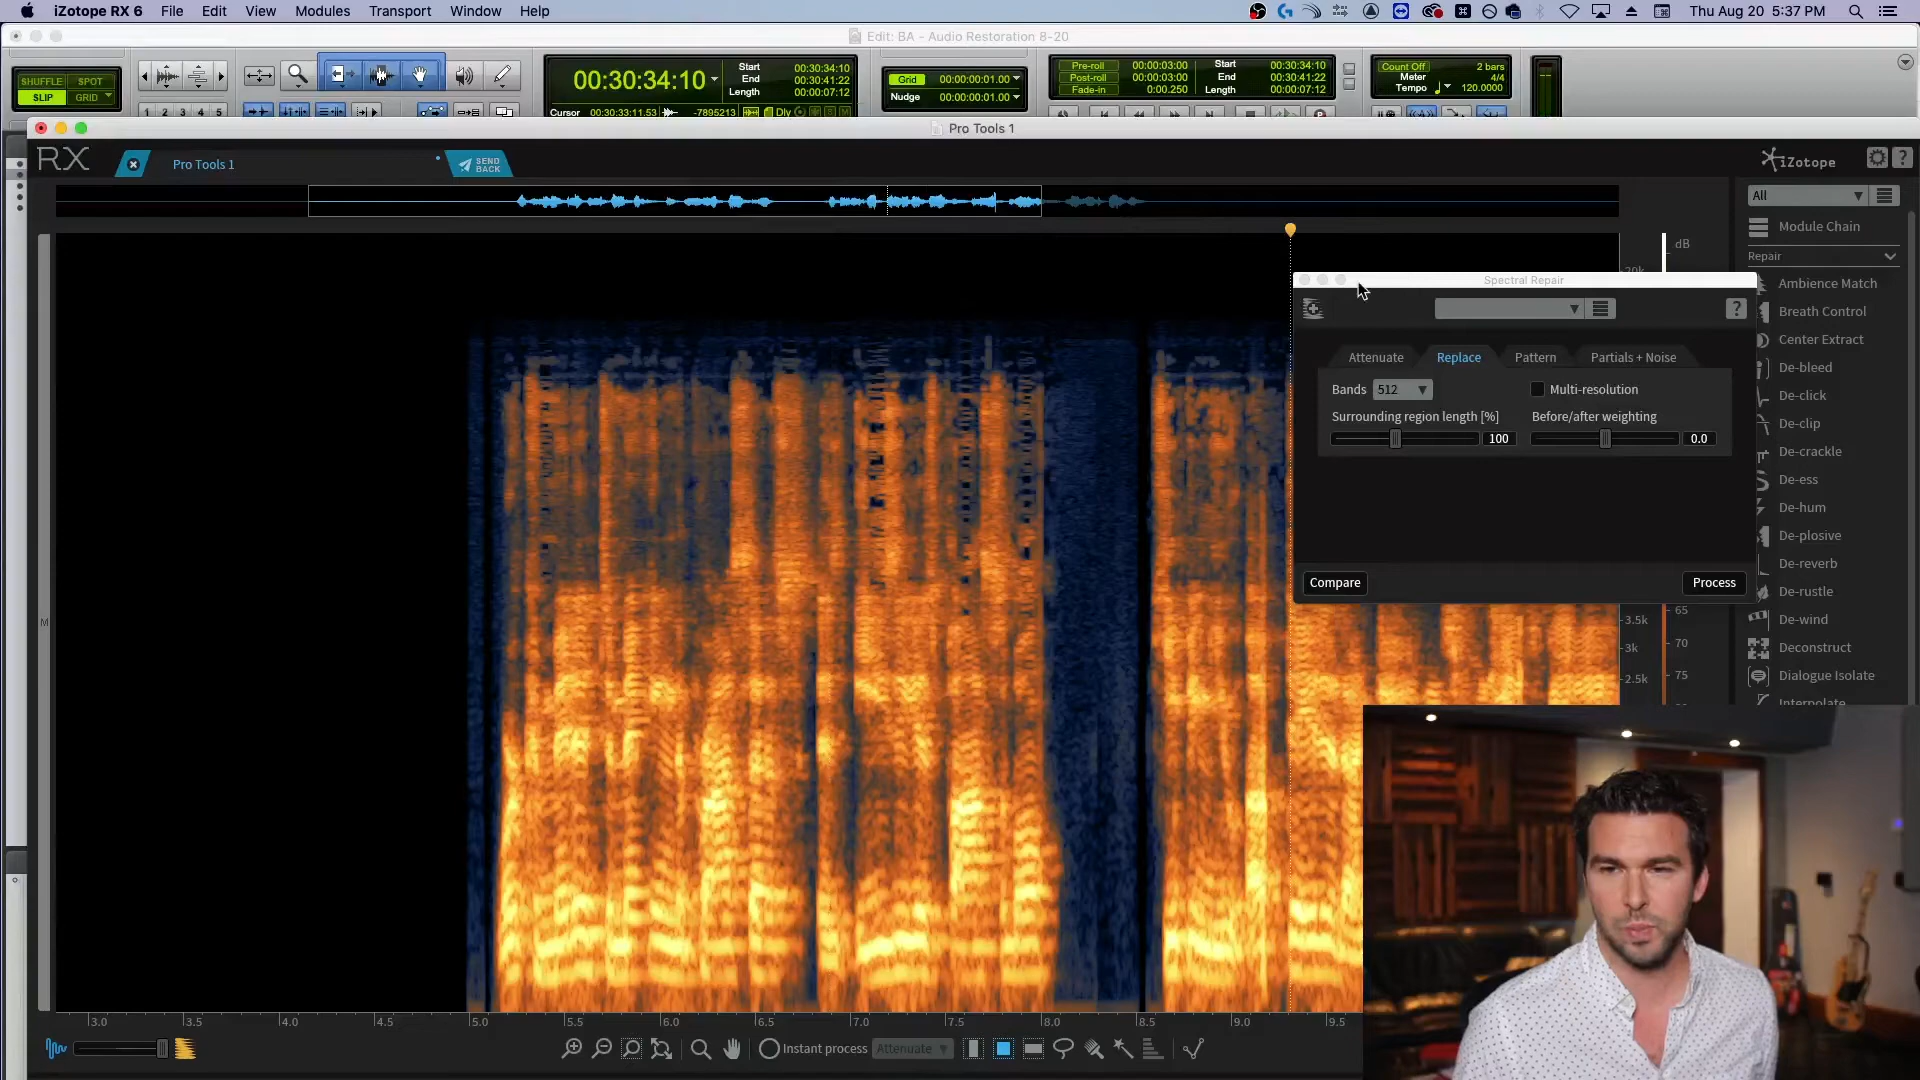 iZotope RX 6 File Edit View Modules Transport Window Help Thu Aug 20 5:37 PM
Edit: BA - Audio Restoration 8-20
SHUFFLE SPOT
SLIP GRID
1 2 3 4 5
00:30:34:10
Start 00:30:34:10
End 00:30:41:22
Length 00:00:07:12
Cursor 00:30:33:11.53 -7895213 Dly
Grid 00:00:00:01.00
Nudge 00:00:00:01.00
Pre-roll 00:00:03:00
Post-roll 00:00:03:00
Fade-in 0:00.250
Start 00:30:34:10
End 00:30:41:22
Length 00:00:07:12
Count Off 2 bars
Meter 4/4
Tempo 120.0000
Pro Tools 1
RX
Pro Tools 1
SEND
BACK
iZotope
?
All
Module Chain
Repair
Ambience Match
Breath Control
Center Extract
De-bleed
De-click
De-clip
De-crackle
De-ess
De-hum
De-plosive
De-reverb
De-rustle
De-wind
Deconstruct
Dialogue Isolate
Interpolate
dB
20k
Spectral Repair
?
Attenuate Replace Pattern Partials + Noise
Bands 512 Multi-resolution
Surrounding region length [%] Before/after weighting
100 0.0
Compare Process
65
3.5k
70
3k
2.5k
75
M
3.0 3.5 4.0 4.5 5.0 5.5 6.0 6.5 7.0 7.5 8.0 8.5 9.0 9.5
Instant process Attenuate